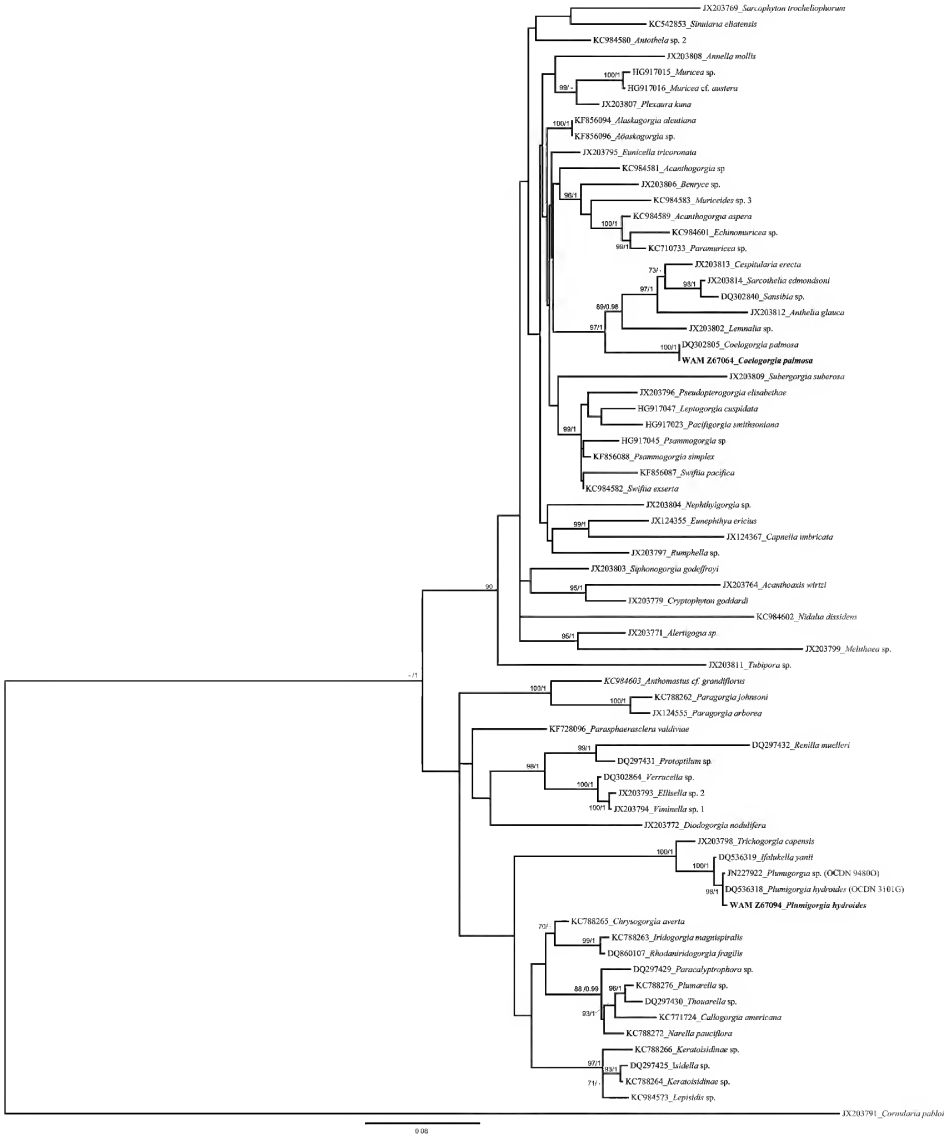 JX203769_Sarcophyton trocheliophorum
KC542853_Sinularia eilatensis
KC984580_Antothela sp. 2
JX203808_Annella mollis
100/1
HG917015_Muricea sp.
99/-
HG917016_Muricea cf. austera
JX203807_Plexaura kuna
100/1
KF856094_Alaskagorgia aleutiana
KF856096_Alaskagorgia sp.
JX203795_Eunicella tricoronata
KC984581_Acanthogorgia sp
96/1
JX203806_Benryce sp.
KC984583_Muriceides sp. 3
100/1
KC984589_Acanthogorgia aspera
KC984601_Echinomuricea sp.
99/1
KC710733_Paramuricea sp.
JX203813_Cespitularia erecta
73/-
98/1
JX203814_Sarcothelia edmondsoni
97/1
DQ302840_Sansibia sp.
89/0.98
JX203812_Anthelia glauca
97/1
JX203802_Lemnalia sp.
100/1
DQ302805_Coelogorgia palmosa
WAM Z67064_Coelogorgia palmosa
JX203809_Subergorgia suberosa
JX203796_Pseudopterogorgia elisabethae
HG917047_Leptogorgia cuspidata
HG917023_Pacifigorgia smithsoniana
99/1
HG917045_Psammogorgia sp
KF856088_Psammogorgia simplex
KF856087_Swiftia pacifica
KC984582_Swiftia exserta
JX203804_Nephthyigorgia sp.
99/1
JX124355_Eunephthya ericius
JX124367_Capnella imbricata
JX203797_Rumphella sp.
JX203803_Siphonogorgia godeffroyi
90
95/1
JX203764_Acanthoaxis wirtzi
JX203779_Cryptophyton goddardi
KC984602_Nidalia dissidens
95/1
JX203771_Alertigogia sp.
JX203799_Melithaea sp.
JX203811_Tubipora sp.
-/1
KC984603_Anthomastus cf. grandiflorus
100/1
100/1
KC788262_Paragorgia johnsoni
JX124555_Paragorgia arborea
KF728096_Parasphaerasclera valdiviae
DQ297432_Renilla muelleri
99/1
98/1
DQ297431_Protoptilum sp.
DQ302864_Verrucella sp.
100/1
JX203793_Ellisella sp. 2
100/1
JX203794_Viminella sp. 1
JX203772_Diodogorgia nodulifera
JX203798_Trichogorgia capensis
100/1
DQ536319_Ifalukella yanii
100/1
JN227922_Plumigorgia sp. (OCDN 9480O)
98/1
DQ536318_Plumigorgia hydroides (OCDN 3101G)
WAM Z67094_Plumigorgia hydroides
KC788265_Chrysogorgia averta
70/-
99/1
KC788263_Iridogorgia magnispiralis
DQ860107_Rhodaniridogorgia fragilis
DQ297429_Paracalyptrophora sp.
88/0.99
96/1
KC788276_Plumarella sp.
DQ297430_Thouarella sp.
93/1
KC771724_Callogorgia americana
KC788272_Narella pauciflora
KC788266_Keratoisidinae sp.
97/1
93/1
DQ297425_Isidella sp.
71/-
KC788264_Keratoisidinae sp.
KC984573_Lepisidis sp.
JX203791_Cornularia pabloi
0.08